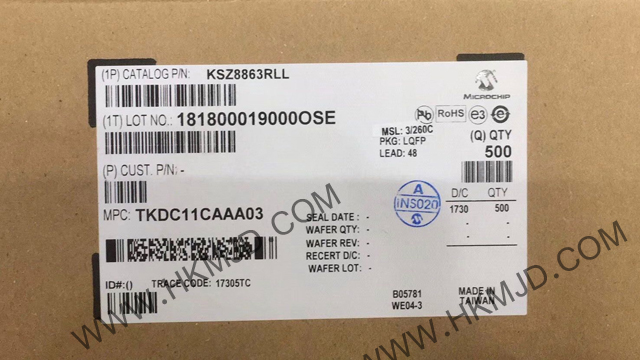 (1P) CATALOG P/N: KSZ8863RLL
MICROCHIP
(1T) LOT NO.: 181800019000OSE
Pb RoHS e3 e
MSL: 3/260C
PKG: LQFP
LEAD: 48
(Q) QTY
500
(P) CUST. P/N: -
A
INS020
D/C QTY
1730 500
- -
- -
MPC: TKDC11CAAA03
SEAL DATE : -
WAFER QTY: -
WAFER REV: -
RECERT D/C: -
WAFER LOT: -
ID#:()
TRACE CODE: 17305TC
B05781
WE04-3
MADE IN
TAIWAN
WWW.HKMJD.COM
WWW.HKMJD.COM